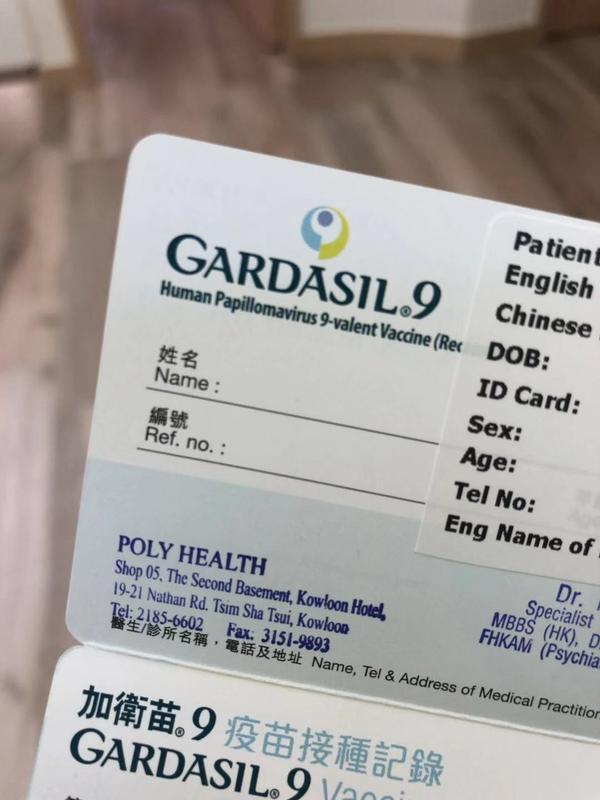 GARDASIL®9
Human Papillomavirus 9-valent Vaccine
姓名
Name :
編號
Ref. no. :
Patient
English
Chinese
DOB:
ID Card:
Sex:
Age:
Tel No:
Eng Name of
POLY HEALTH
Shop 05, The Second Basement, Kowloon Hotel,
19-21 Nathan Rd. Tsim Sha Tsui, Kowloon
Tel: 2185-6602 Fax: 3151-9893
Dr.
Specialist
MBBS (HK),
FHKAM
醫生/診所名稱，電話及地址 Name, Tel & Address of Medical
加衛苗®9 疫苗接種記錄
GARDASIL®9